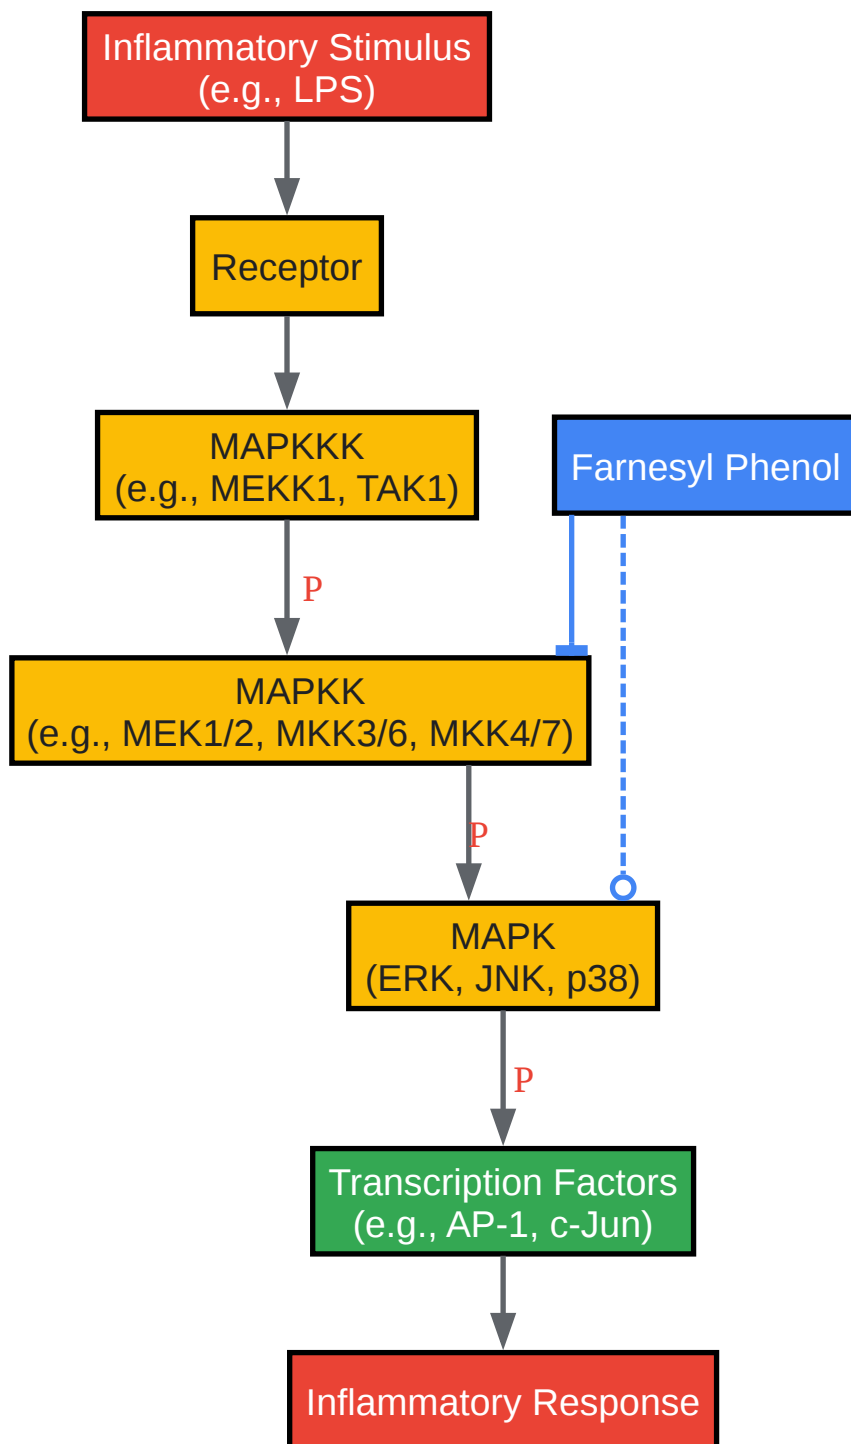 Inflammatory Stimulus
(e.g., LPS)
Receptor
MAPKKK
(e.g., MEKK1, TAK1)
Farnesyl Phenol
P
MAPKK
(e.g., MEK1/2, MKK3/6, MKK4/7)
P
MAPK
(ERK, JNK, p38)
P
Transcription Factors
(e.g., AP-1, c-Jun)
Inflammatory Response